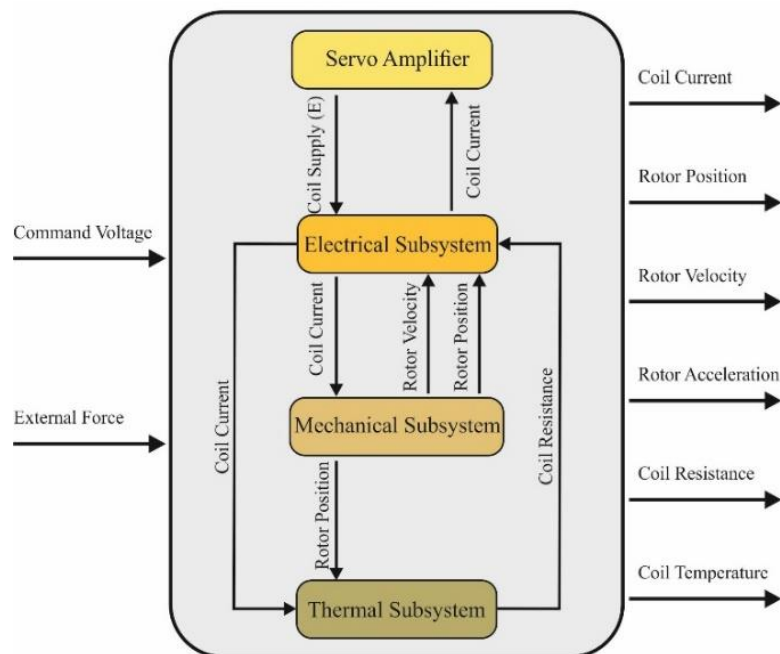 Servo Amplifier
Coil Current
Coil Supply (E)
Coil Current
Rotor Position
Command Voltage
Electrical Subsystem
Rotor Velocity
Coil Current
Rotor Velocity
Rotor Position
Rotor Acceleration
External Force
Coil Current
Mechanical Subsystem
Coil Resistance
Coil Resistance
Rotor Position
Coil Temperature
Thermal Subsystem